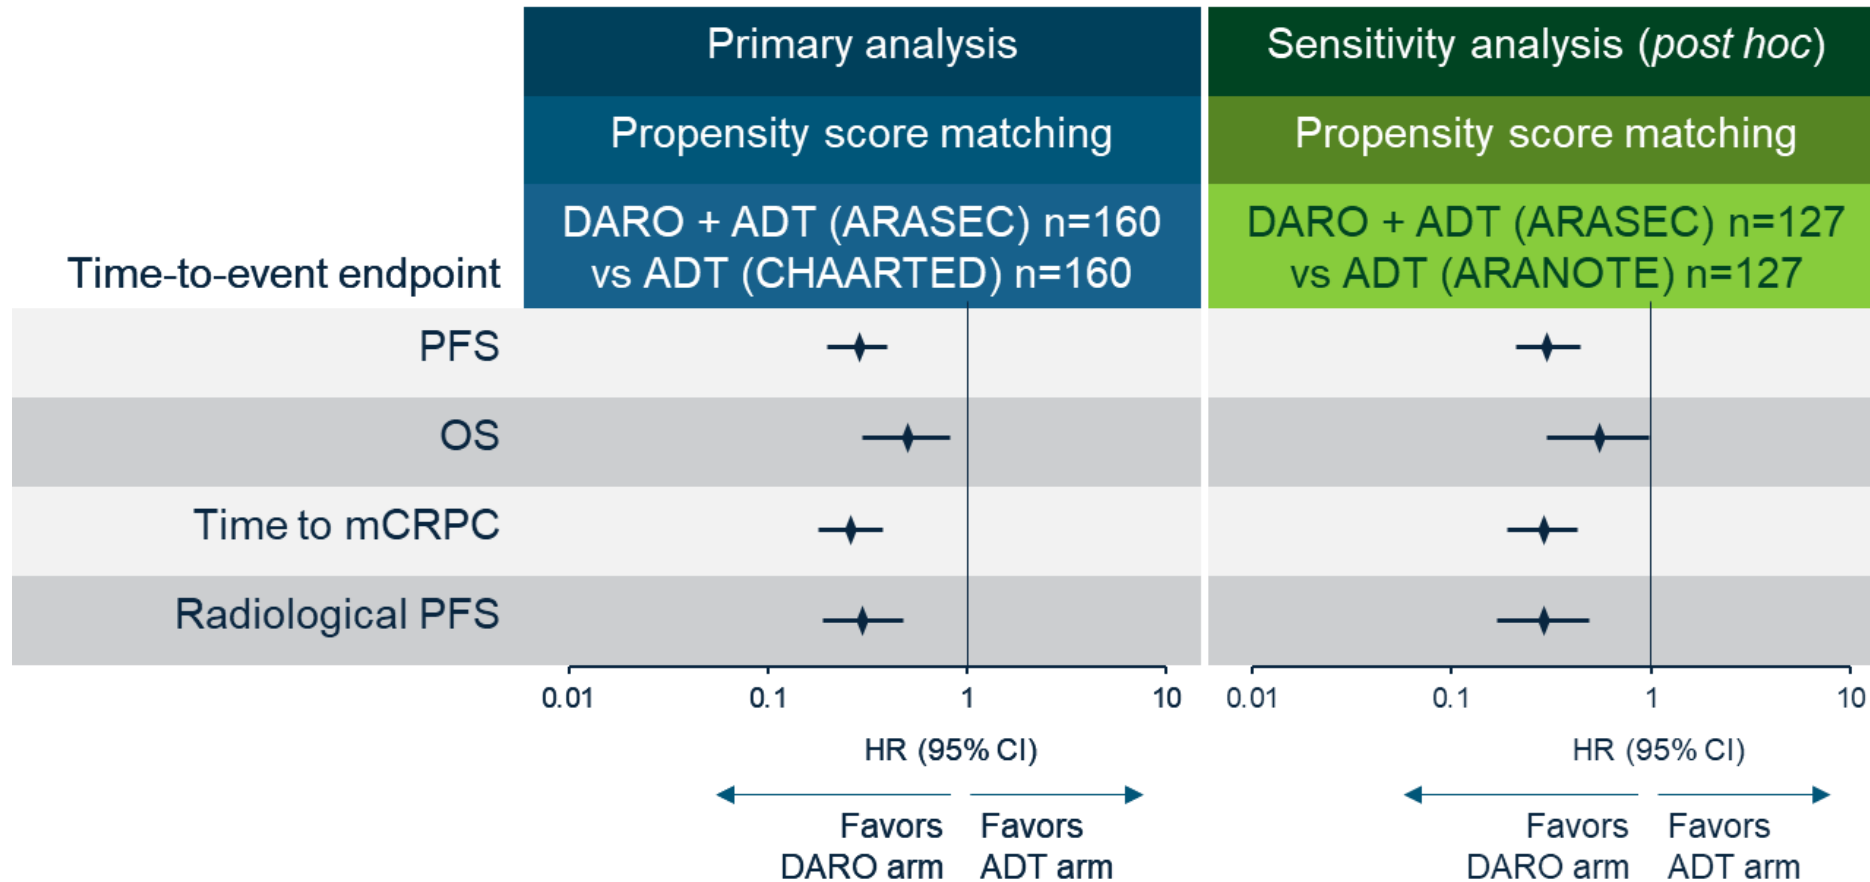 Primary analysis
Sensitivity analysis (post hoc)
Propensity score matching
Propensity score matching
Time-to-event endpoint
DARO + ADT (ARASEC) n=160
vs ADT (CHAARTED) n=160
DARO + ADT (ARASEC) n=127
vs ADT (ARANOTE) n=127
PFS
OS
Time to mCRPC
Radiological PFS
0.01 0.1 1 10
0.01 0.1 1 10
HR (95% CI)
HR (95% CI)
Favors
DARO arm
Favors
ADT arm
Favors
DARO arm
Favors
ADT arm